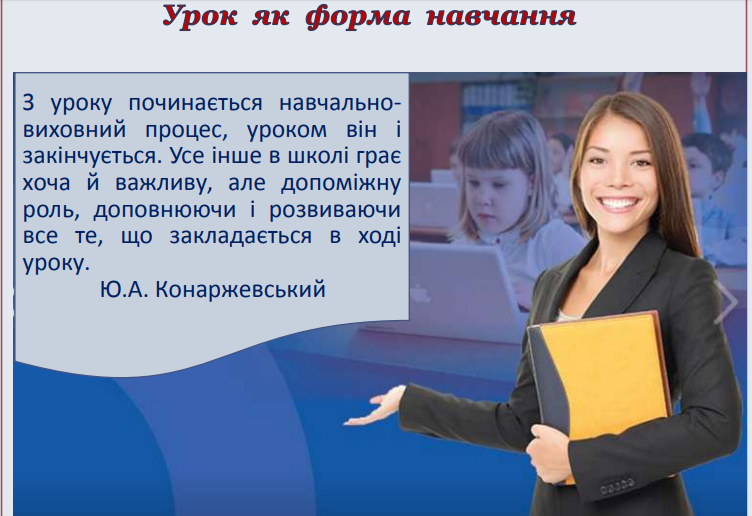 Урок як форма навчання
З уроку починається навчально-
виховний процес, уроком він і
закінчується. Усе інше в школі грає
хоча й важливу, але допоміжну
роль, доповнюючи і розвиваючи
все те, що закладається в ході
уроку.
Ю.А. Конаржевський